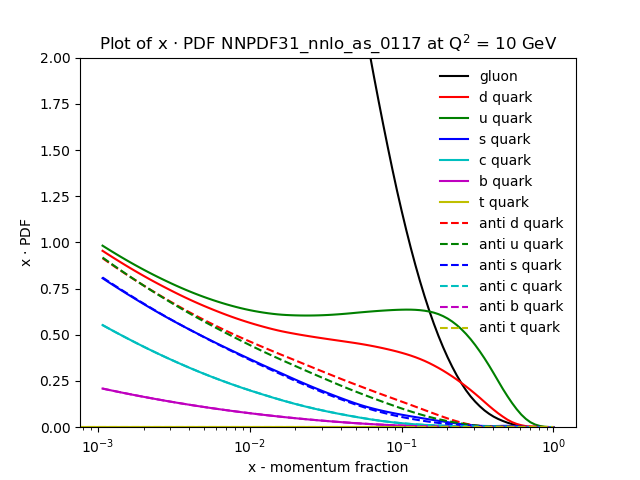 Plot of x · PDF NNPDF31_nnlo_as_0117 at Q² = 10 GeV
2.00
1.75
1.50
1.25
1.00
0.75
0.50
0.25
0.00
x · PDF
gluon
d quark
u quark
s quark
c quark
b quark
t quark
anti d quark
anti u quark
anti s quark
anti c quark
anti b quark
anti t quark
10⁻³ 10⁻² 10⁻¹ 10⁰
x - momentum fraction